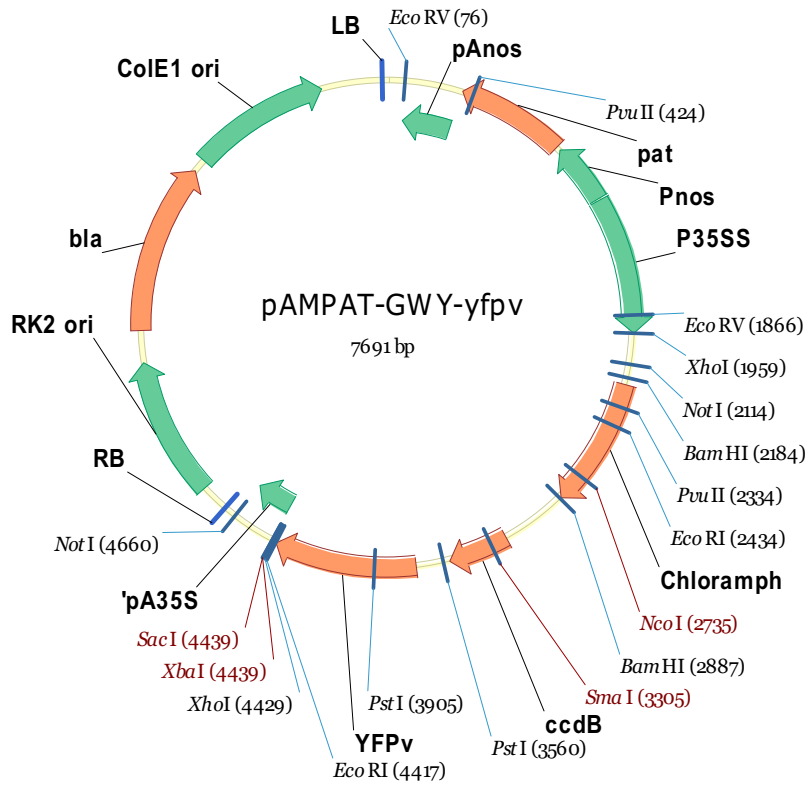 LB
EcoRV (76)
pAnos
ColE1 ori
PvuII (424)
pat
Pnos
P35SS
bla
pAMPAT-GWY-yfpv
7691 bp
RK2 ori
EcoRV (1866)
XhoI (1959)
NotI (2114)
BamHI (2184)
PvuII (2334)
EcoRI (2434)
Chloramph
NcoI (2735)
BamHI (2887)
SmaI (3305)
ccdB
PstI (3560)
RB
NotI (4660)
'pA35S
SacI (4439)
XbaI (4439)
XhoI (4429)
PstI (3905)
YFPv
EcoRI (4417)